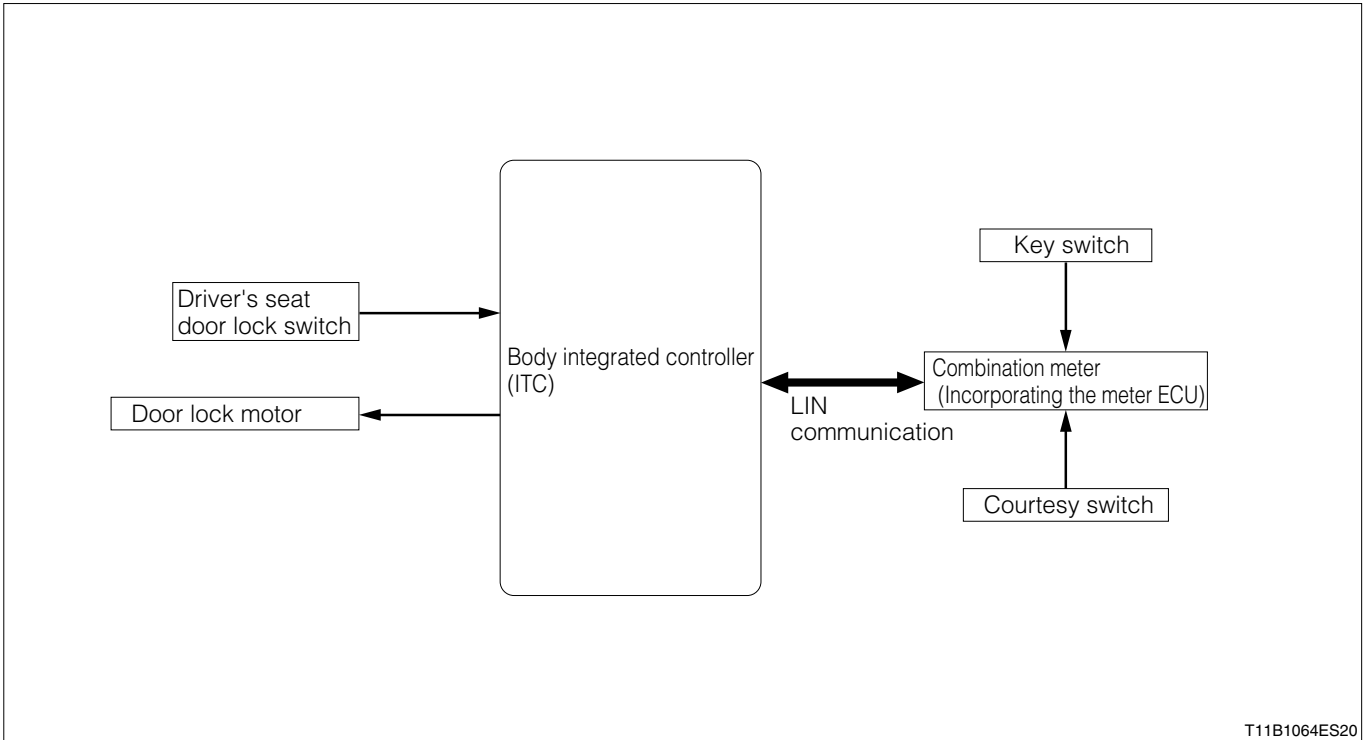 Driver's seat
door lock switch
Door lock motor
Body integrated controller
(ITC)
LIN
communication
Key switch
Combination meter
(Incorporating the meter ECU)
Courtesy switch
T11B1064ES20